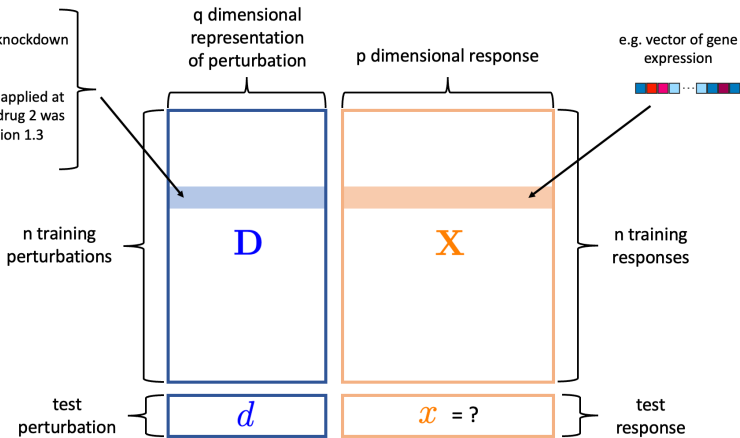 knockdown
applied at
drug 2 was
ion 1.3
q dimensional
representation
of perturbation
p dimensional response
e.g. vector of gene
expression
...
n training
perturbations
D
X
n training
responses
test
perturbation
d
x = ?
test
response